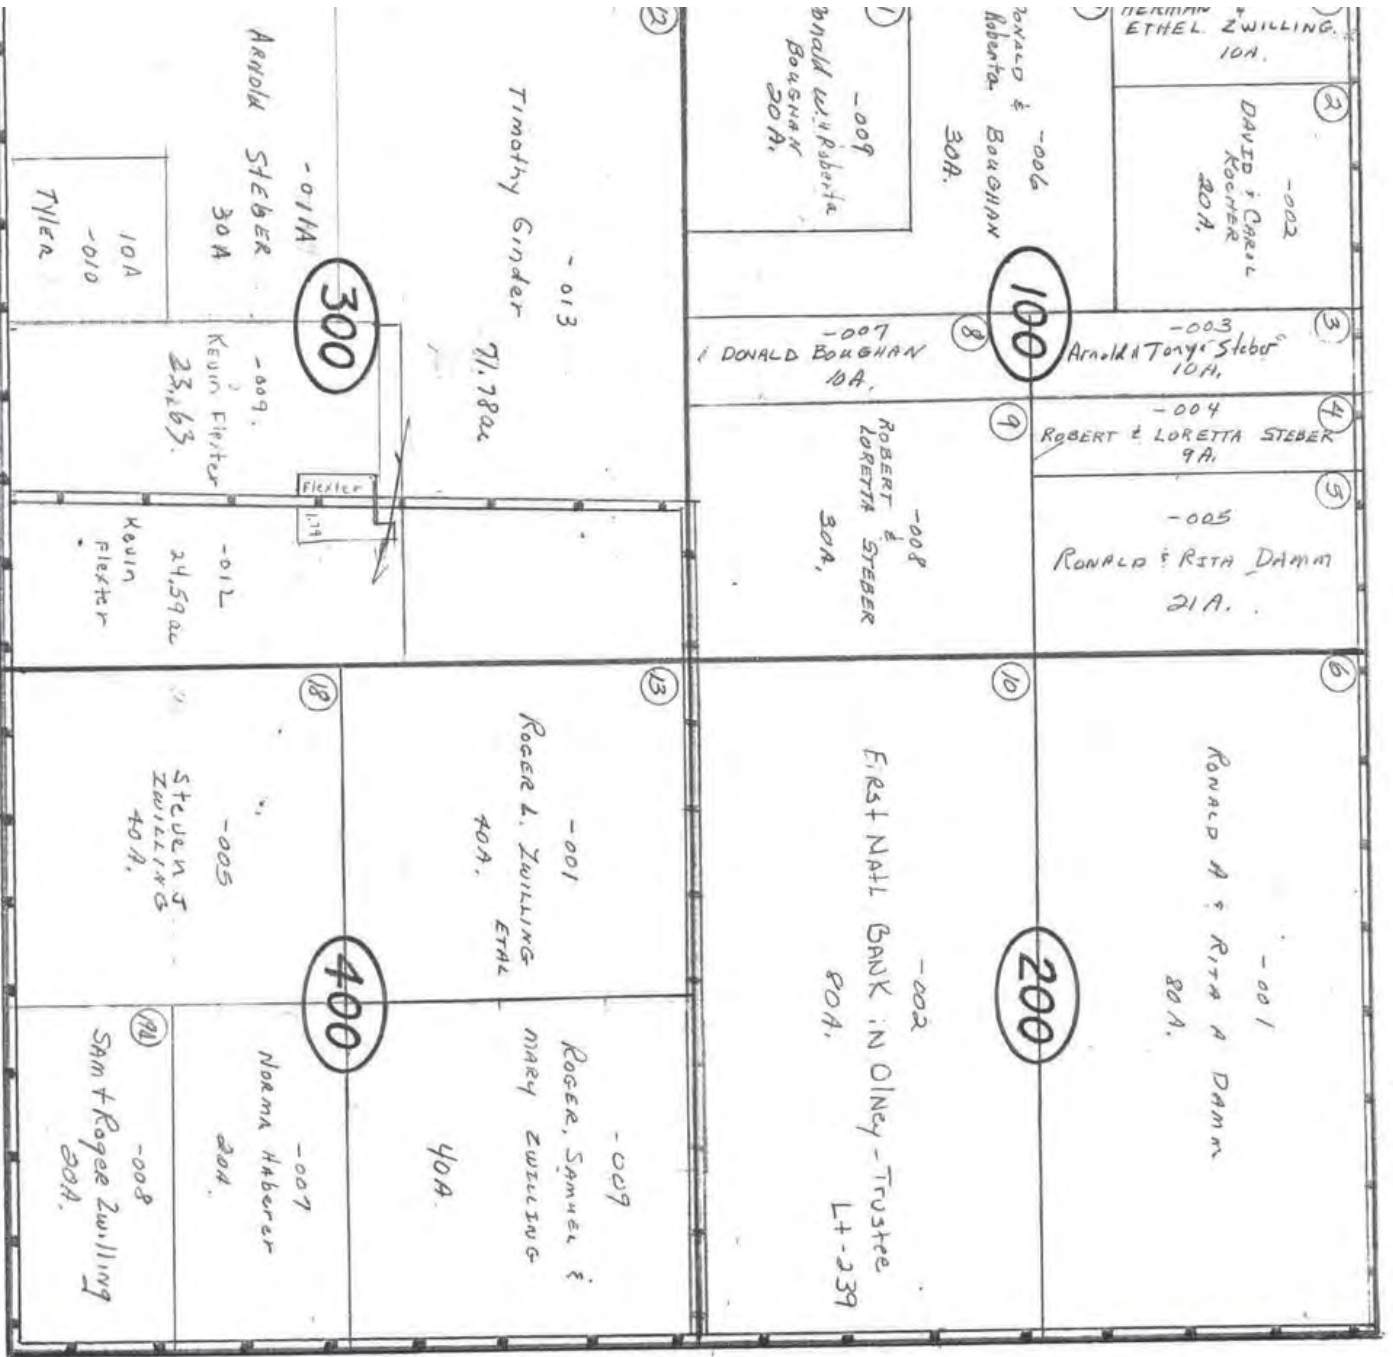 HERMAN &
ETHEL ZWILLING.
10A.
2
-002
DAVID & CAROL
KOCHER
20A.
-006
Roberta BOUGHAN
30A.
1
-009
Donald W. & Roberta
BOUGHAN
20A.
12
-013
Timothy Ginder
71.78ac
-011A
ARNOLD STEBER
30A
10A
-010
TYLER
300
-009.
Kevin Flexter
23.263.
Flexter
1.79
-012
24.59ac
Kevin
Flexter
100
3
-003
Arnold & Tonya Steber
10A.
4
-004
ROBERT & LORETTA STEBER
9A.
5
-005
RONALD & RITA DAMM
21A.
8
-007
DONALD BOUGHAN
10A.
9
-008
ROBERT &
LORETTA STEBER
30A.
6
-001
RONALD A & RITA A DAMM
80A.
200
10
-002
FIRST NATL BANK IN OLNEY-TRUSTEE
80A.
Lt-239
13
-001
ROGER L. ZWILLING
ETAL
40A.
-009
ROGER, SAMUEL &
MARY ZWILLING
40A
400
18
-005
STEVEN J
ZWILLING
40A.
-007
NORMA HABERER
20A.
-008
SAM & ROGER Zwilling
20A.